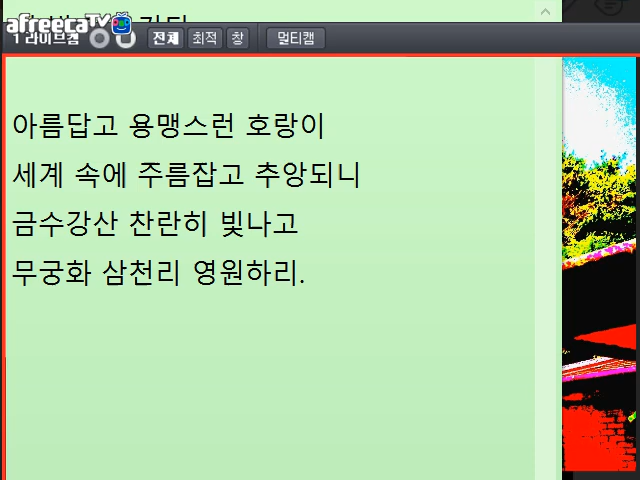 afreecaTV
1 라이브캠 전체 최적 창 멀티캠
아름답고 용맹스런 호랑이
세계 속에 주름잡고 추앙되니
금수강산 찬란히 빛나고
무궁화 삼천리 영원하리.